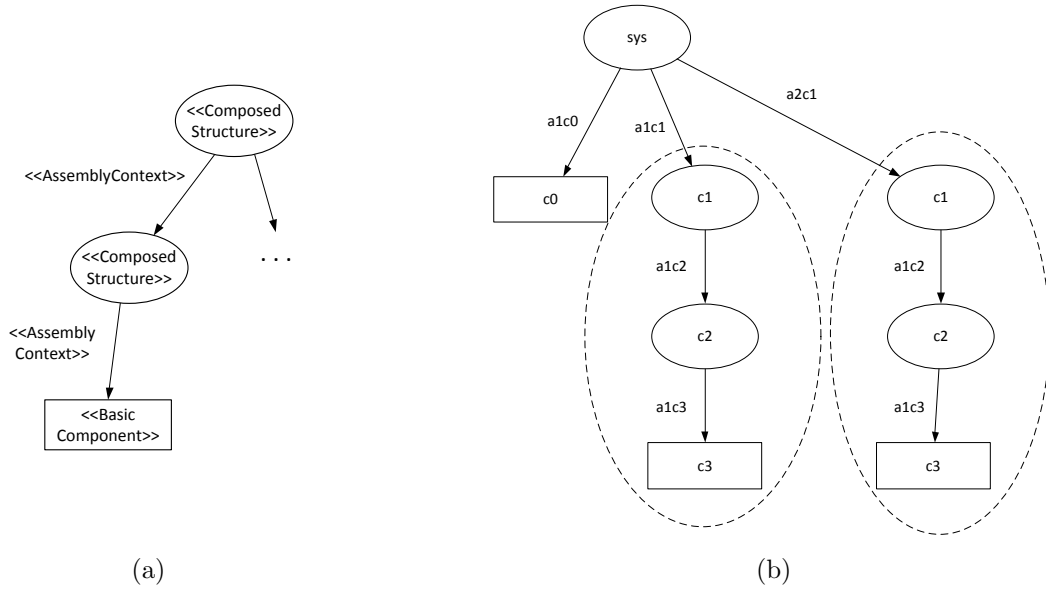 <<Composed
Structure>>
<<AssemblyContext>>
<<Composed
Structure>>
. . .
<<Assembly
Context>>
<<Basic
Component>>
(a)
sys
a1c0
a1c1
a2c1
c0
c1
c1
a1c2
a1c2
c2
c2
a1c3
a1c3
c3
c3
(b)